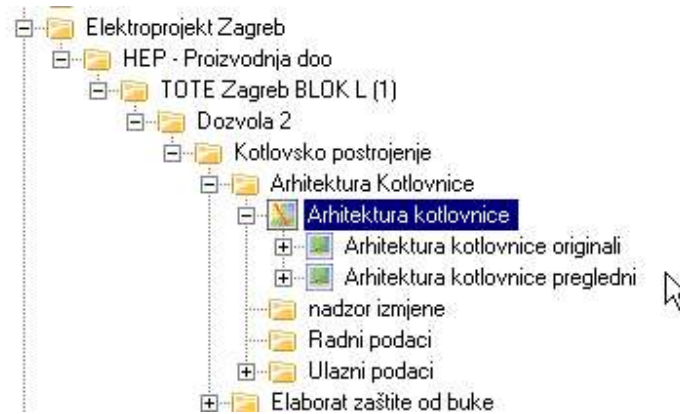 Elektroprojekt Zagreb
HEP - Proizvodnja doo
TOTE Zagreb BLOK L (1)
Dozvola 2
Kotlovsko postrojenje
Arhitektura Kotlovnice
Arhitektura kotlovnice
Arhitektura kotlovnice originali
Arhitektura kotlovnice pregledni
nadzor izmjene
Radni podaci
Ulazni podaci
Elaborat zaštite od buke